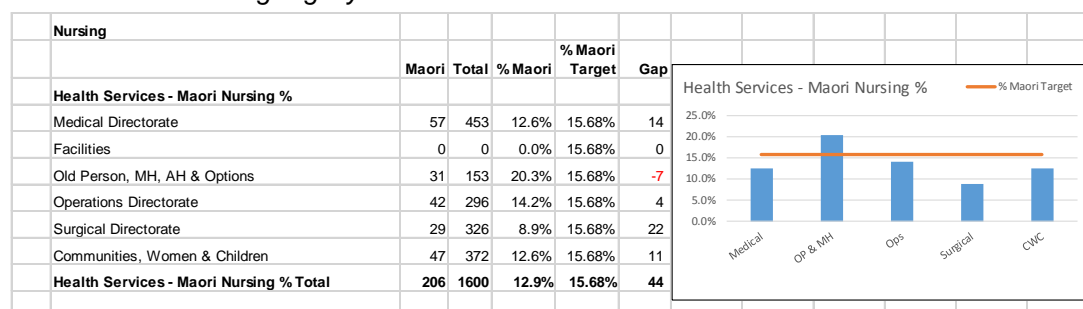 Nursing
Maori Total % Maori % Maori Target Gap
Health Services - Maori Nursing %
Medical Directorate 57 453 12.6% 15.68% 14
Facilities 0 0 0.0% 15.68% 0
Old Person, MH, AH & Options 31 153 20.3% 15.68% -7
Operations Directorate 42 296 14.2% 15.68% 4
Surgical Directorate 29 326 8.9% 15.68% 22
Communities, Women & Children 47 372 12.6% 15.68% 11
Health Services - Maori Nursing % Total 206 1600 12.9% 15.68% 44
Health Services - Maori Nursing % % Maori Target
25.0%
20.0%
15.0%
10.0%
5.0%
0.0%
Medical OP & MH Ops Surgical CWC